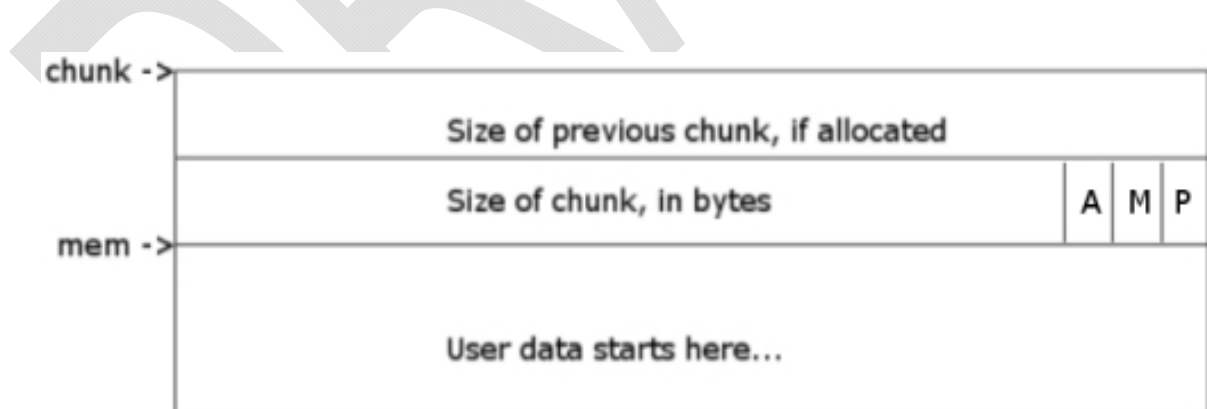 chunk ->
Size of previous chunk, if allocated
Size of chunk, in bytes A M P
mem ->
User data starts here...